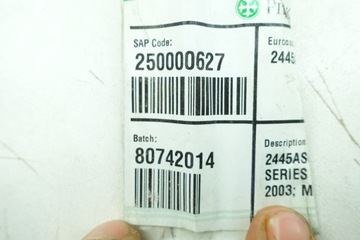 SAP Code:
250000627
Batch:
80742014
Description
2445AS
SERIES
2003; M